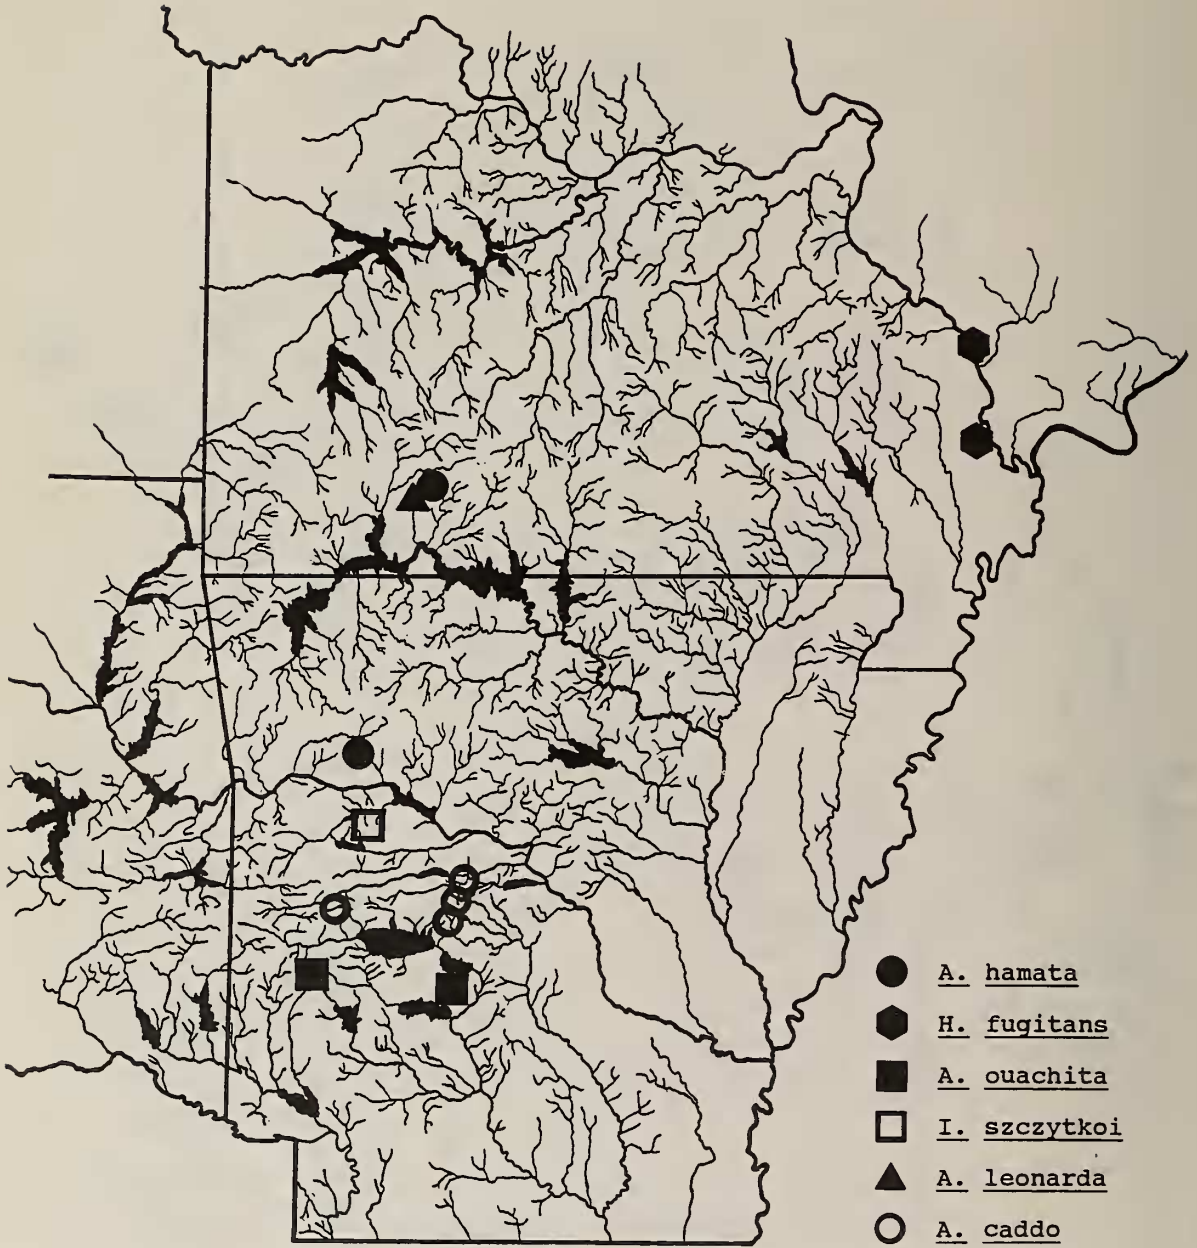 A. hamata
H. fugitans
A. ouachita
I. szczytkoi
A. leonarda
A. caddo